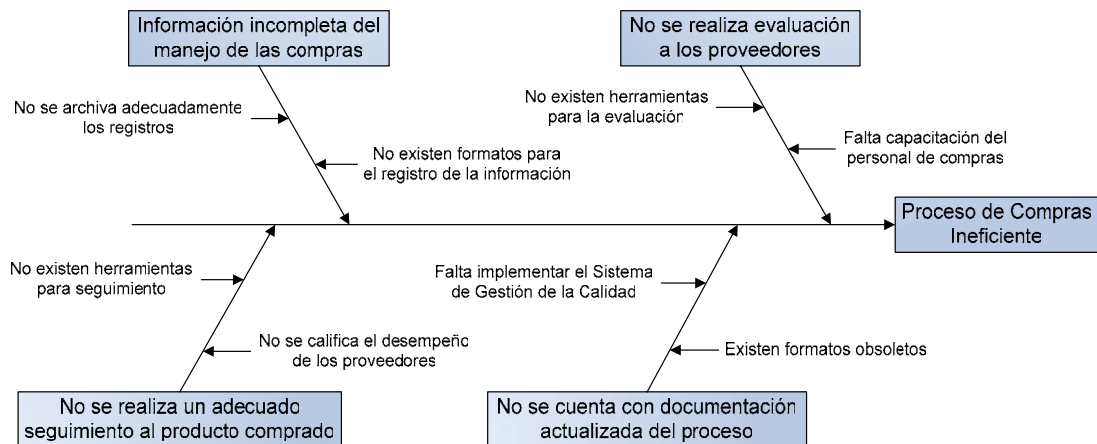 Información incompleta del
manejo de las compras
No se realiza evaluación
a los proveedores
No se archiva adecuadamente
los registros
No existen formatos para
el registro de la información
No existen herramientas
para la evaluación
Falta capacitación del
personal de compras
Proceso de Compras
Ineficiente
No existen herramientas
para seguimiento
No se califica el desempeño
de los proveedores
Falta implementar el Sistema
de Gestión de la Calidad
Existen formatos obsoletos
No se realiza un adecuado
seguimiento al producto comprado
No se cuenta con documentación
actualizada del proceso